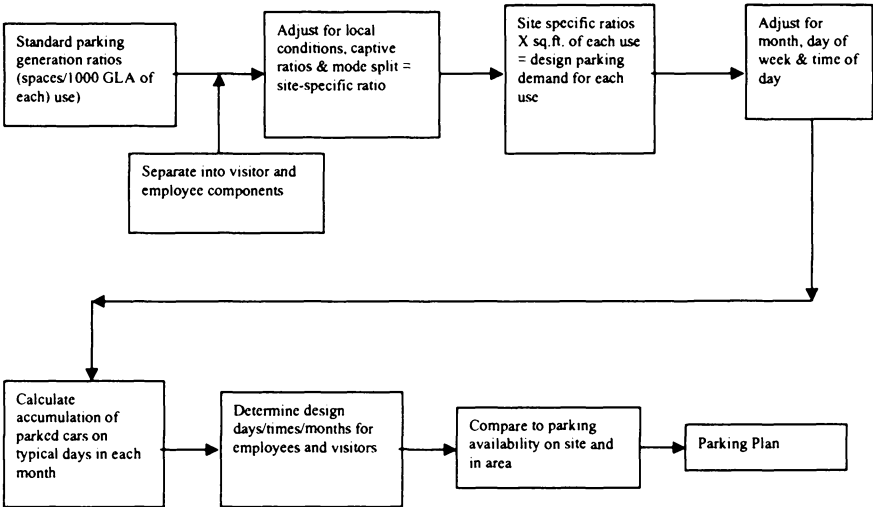 Standard parking
generation ratios
(spaces/1000 GLA of
each) use)
Separate into visitor and
employee components
Adjust for local
conditions, captive
ratios & mode split =
site-specific ratio
Site specific ratios
X sq.ft. of each use
= design parking
demand for each
use
Adjust for
month, day of
week & time of
day
Calculate
accumulation of
parked cars on
typical days in each
month
Determine design
days/times/months for
employees and visitors
Compare to parking
availability on site and
in area
Parking Plan